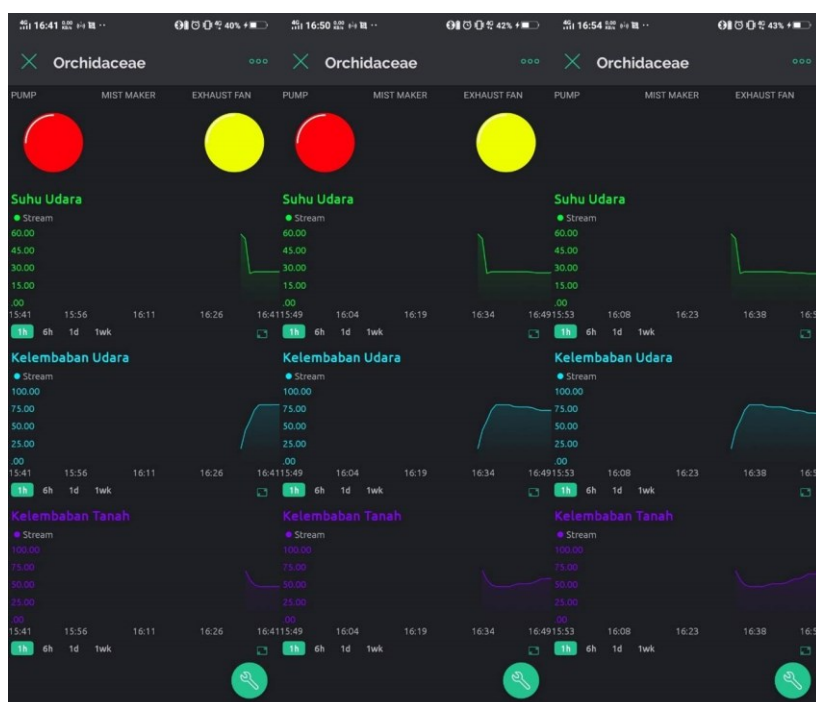 16:41 40%
Orchidaceae
PUMP MIST MAKER EXHAUST FAN
Suhu Udara
Stream
60.00
45.00
30.00
15.00
.00
15:41 15:56 16:11 16:26 16:41
1h 6h 1d 1wk
Kelembaban Udara
Stream
100.00
75.00
50.00
25.00
.00
15:41 15:56 16:11 16:26 16:41
1h 6h 1d 1wk
Kelembaban Tanah
Stream
100.00
75.00
50.00
25.00
.00
15:41 15:56 16:11 16:26 16:41
1h 6h 1d 1wk
16:50 42%
Orchidaceae
PUMP MIST MAKER EXHAUST FAN
Suhu Udara
Stream
60.00
45.00
30.00
15.00
.00
15:49 16:04 16:19 16:34 16:49
1h 6h 1d 1wk
Kelembaban Udara
Stream
100.00
75.00
50.00
25.00
.00
15:49 16:04 16:19 16:34 16:49
1h 6h 1d 1wk
Kelembaban Tanah
Stream
100.00
75.00
50.00
25.00
.00
15:49 16:04 16:19 16:34 16:49
1h 6h 1d 1wk
16:54 43%
Orchidaceae
PUMP MIST MAKER EXHAUST FAN
Suhu Udara
Stream
60.00
45.00
30.00
15.00
.00
15:53 16:08 16:23 16:38 16:5
1h 6h 1d 1wk
Kelembaban Udara
Stream
100.00
75.00
50.00
25.00
.00
15:53 16:08 16:23 16:38 16:5
1h 6h 1d 1wk
Kelembaban Tanah
Stream
100.00
75.00
50.00
25.00
.00
15:53 16:08 16:23 16:38 16:5
1h 6h 1d 1wk